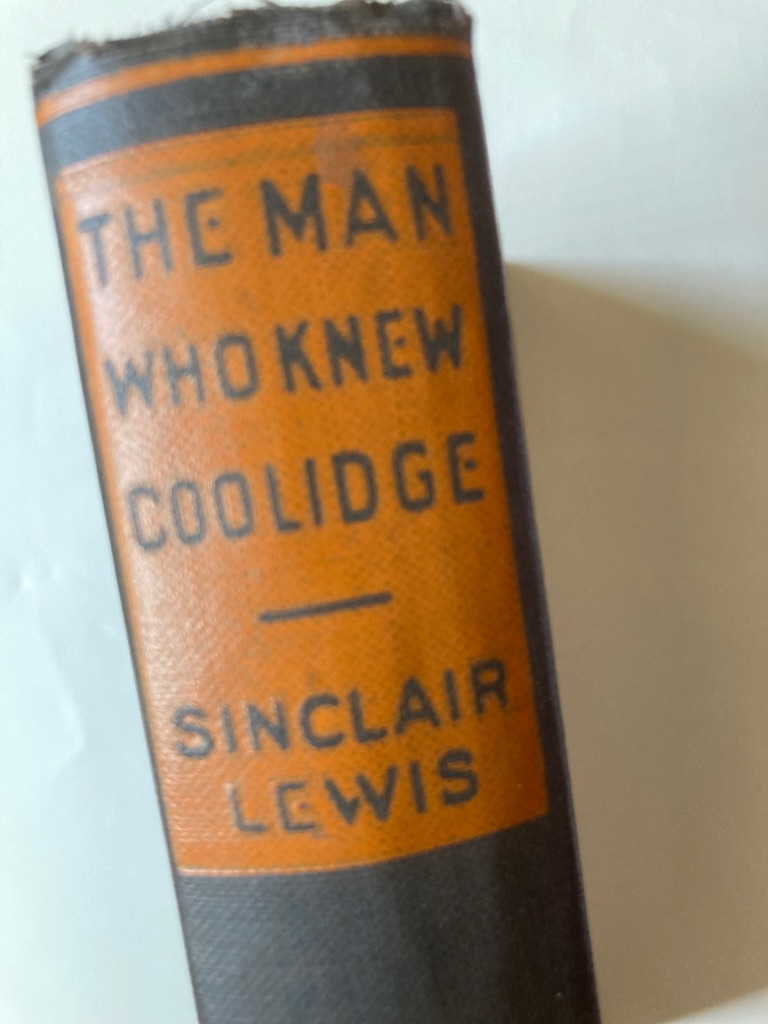 THE MAN
WHO KNEW
COOLIDGE
SINCLAIR
LEWIS